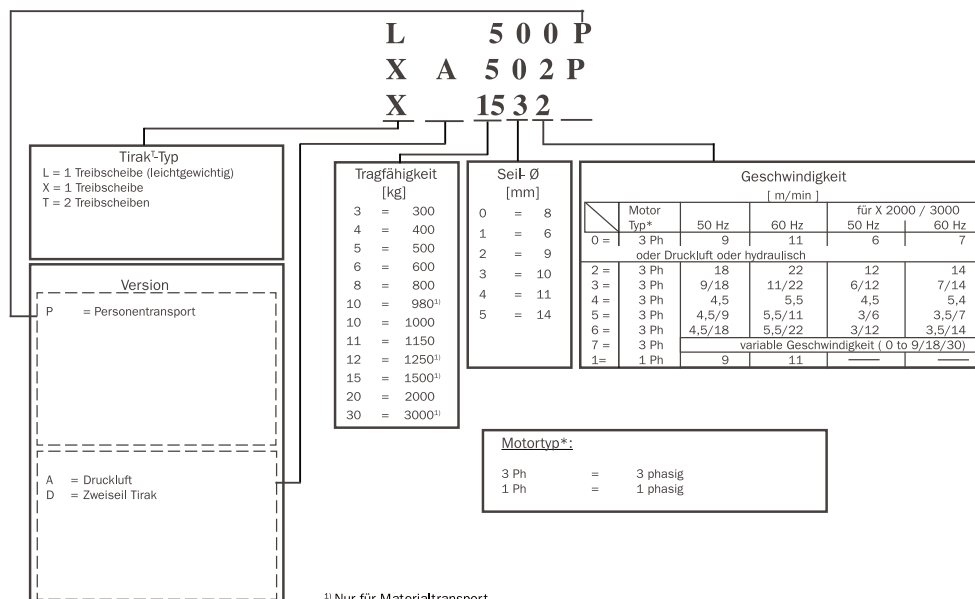 L 500P
X A 502P
X __ 15 3 2 __
Tirak^T-Typ
L = 1 Treibscheibe (leichtgewichtig)
X = 1 Treibscheibe
T = 2 Treibscheiben
Version
P = Personentransport
A = Druckluft
D = Zweiseil Tirak
Tragfähigkeit
[kg]
3 = 300
4 = 400
5 = 500
6 = 600
8 = 800
10 = 980¹⁾
10 = 1000
11 = 1150
12 = 1250¹⁾
15 = 1500¹⁾
20 = 2000
30 = 3000¹⁾
Seil- Ø
[mm]
0 = 8
1 = 6
2 = 9
3 = 10
4 = 11
5 = 14
Geschwindigkeit
[ m/min ]
Motor für X 2000 / 3000
Typ* 50 Hz 60 Hz 50 Hz 60 Hz
0 = 3 Ph 9 11 6 7
oder Druckluft oder hydraulisch
2 = 3 Ph 18 22 12 14
3 = 3 Ph 9/18 11/22 6/12 7/14
4 = 3 Ph 4,5 5,5 4,5 5,4
5 = 3 Ph 4,5/9 5,5/11 3/6 3,5/7
6 = 3 Ph 4,5/18 5,5/22 3/12 3,5/14
7 = 3 Ph variable Geschwindigkeit ( 0 to 9/18/30)
1= 1 Ph 9 11 —— ——
Motortyp*:
3 Ph = 3 phasig
1 Ph = 1 phasig
¹⁾ Nur für Materialtransport